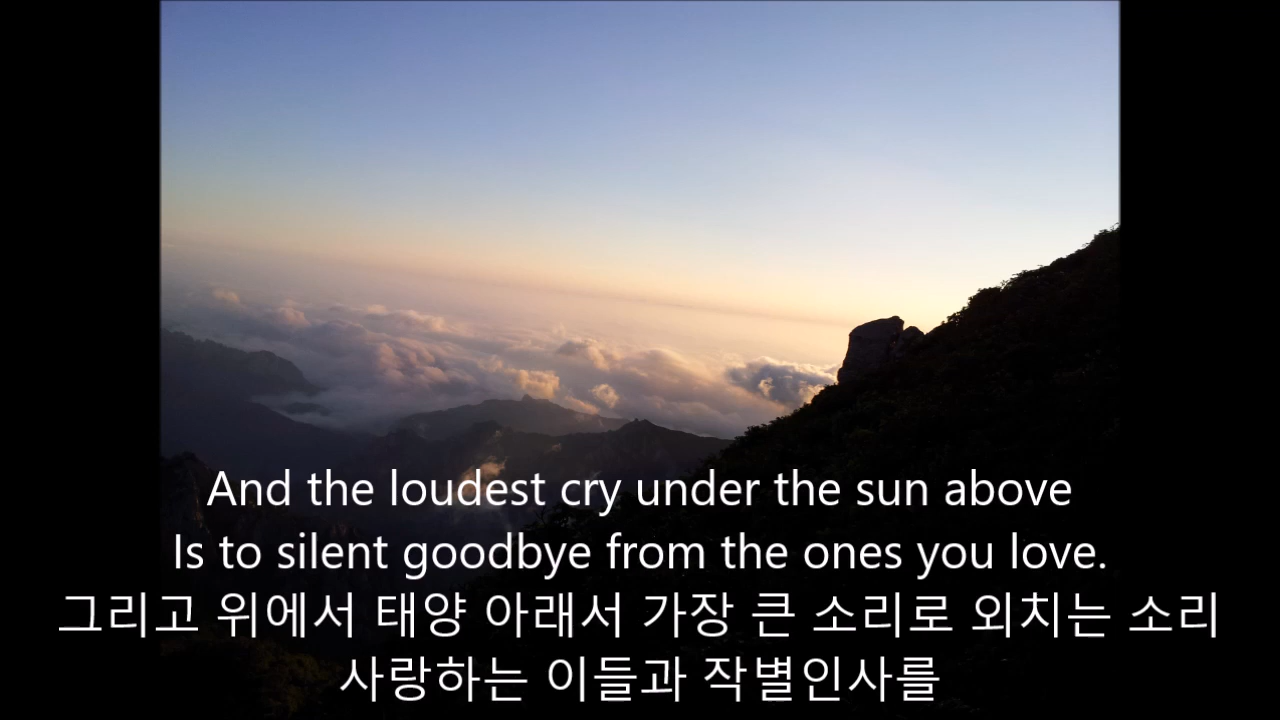 And the loudest cry under the sun above
Is to silent goodbye from the ones you love.
그리고 위에서 태양 아래서 가장 큰 소리로 외치는 소리
사랑하는 이들과 작별인사를